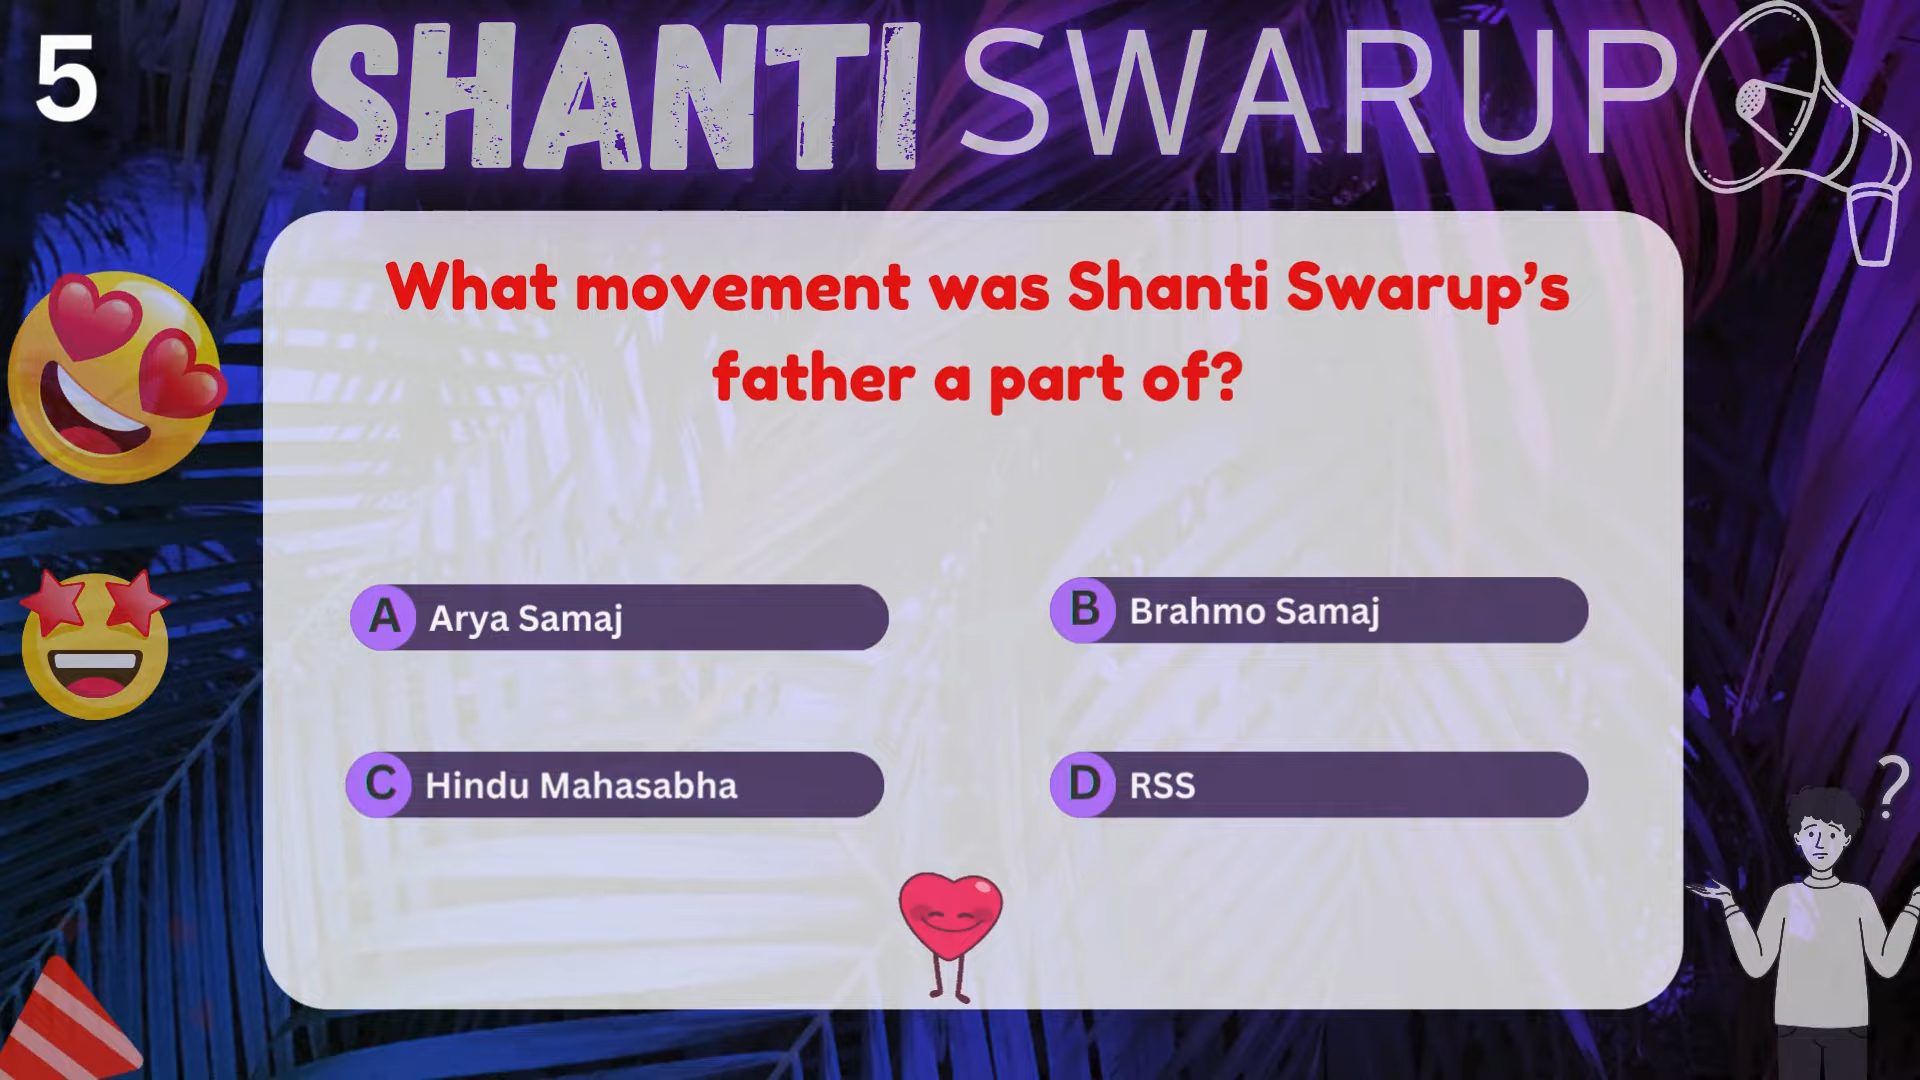 5
SHANTI SWARUP
What movement was Shanti Swarup’s
father a part of?
A Arya Samaj
B Brahmo Samaj
C Hindu Mahasabha
D RSS
?